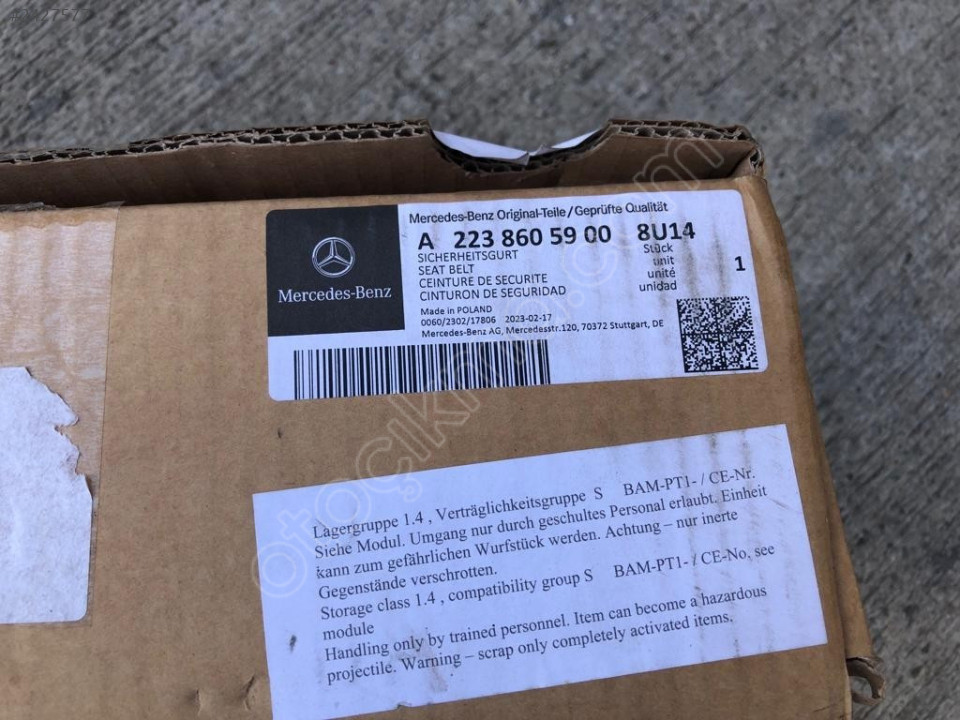 Mercedes-Benz Original-Teile/Geprüfte Qualität
A 223 860 59 00 8U14
SICHERHEITSGURT
SEAT BELT
CEINTURE DE SECURITE
CINTURON DE SEGURIDAD
Stück
unit
unité
unidad
1
Mercedes-Benz
Made in POLAND
0060/2302/17806 2023-02-17
Mercedes-Benz AG, Mercedesstr.120, 70372 Stuttgart, DE
Lagergruppe 1.4 , Verträglichkeitsgruppe S BAM-PT1- / CE-Nr.
Siehe Modul. Umgang nur durch geschultes Personal erlaubt. Einheit
kann zum gefährlichen Wurfstück werden. Achtung – nur inerte
Gegenstände verschrotten.
Storage class 1.4 , compatibility group S BAM-PT1- / CE-No, see
module
Handling only by trained personnel. Item can become a hazardous
projectile. Warning – scrap only completely activated items.
otoçıkma.com